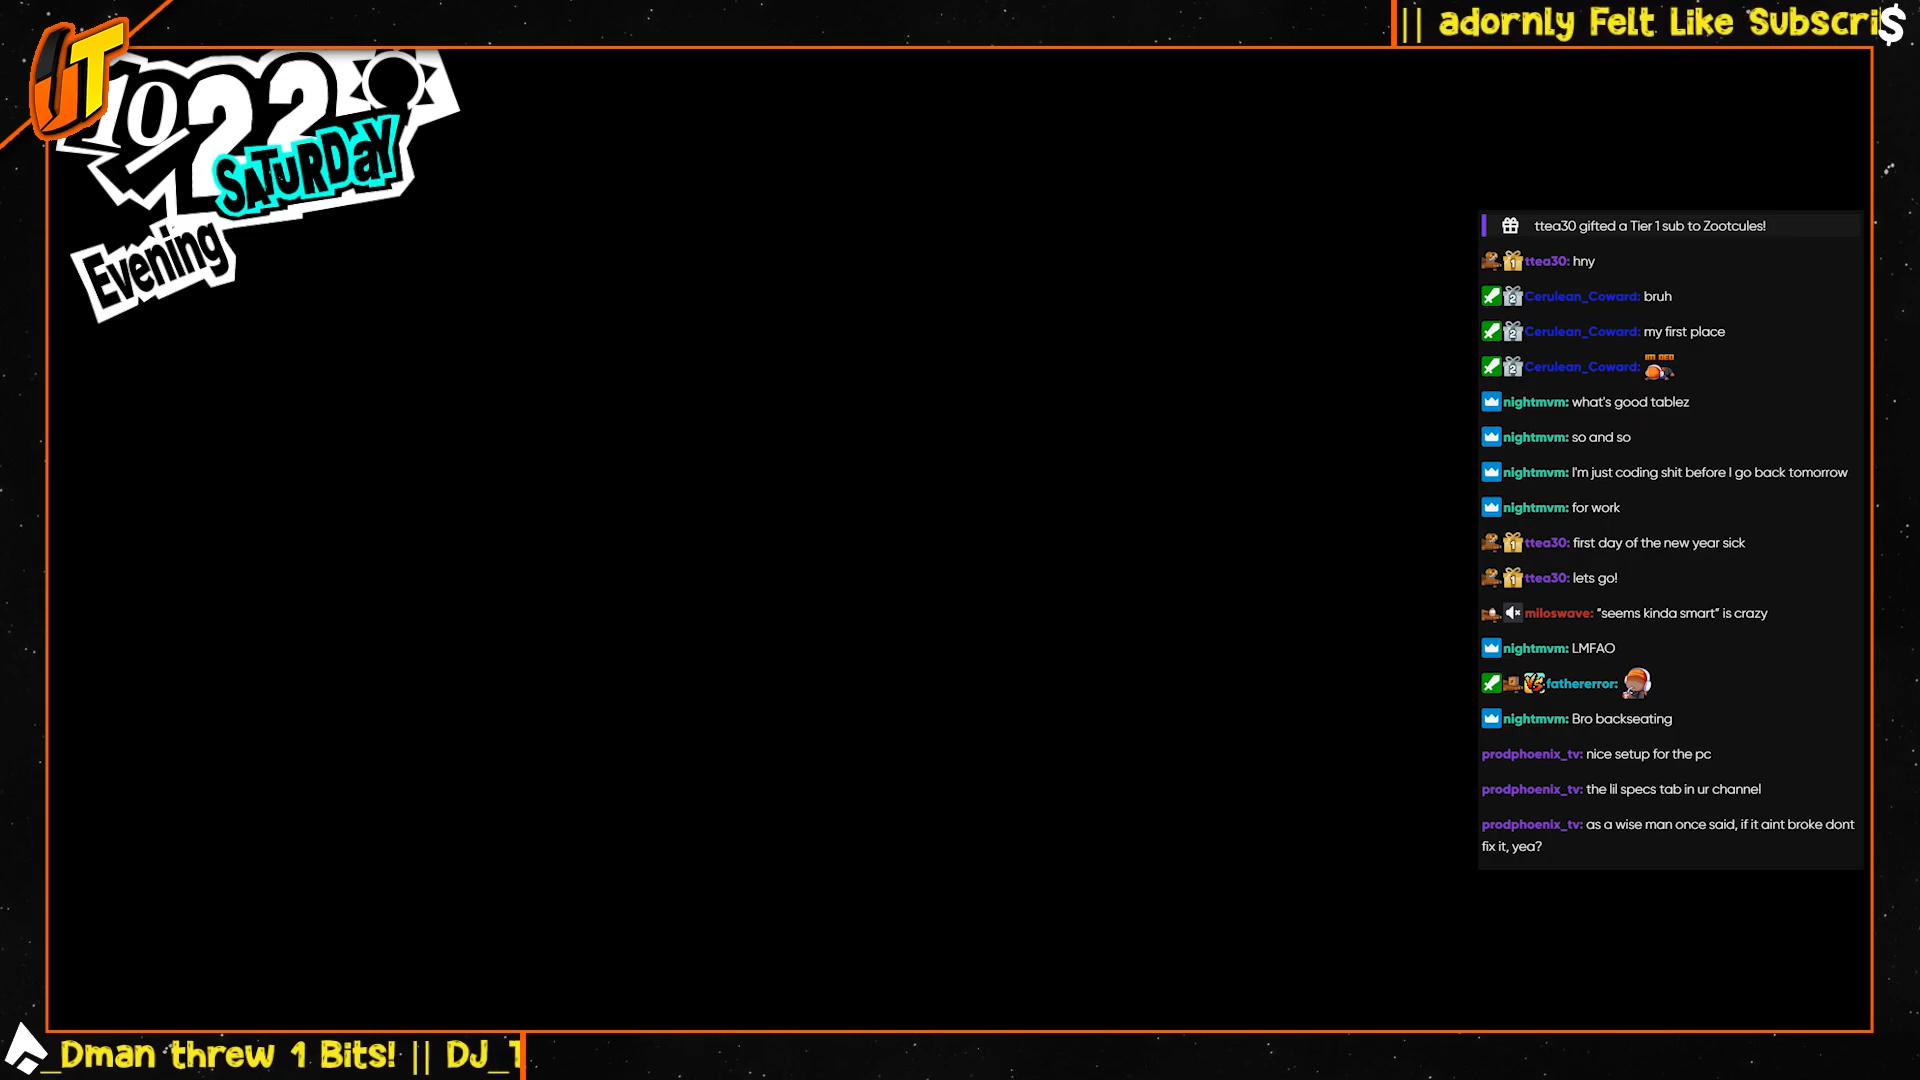 || adornly Felt Like Subscri
$
JT
10/22
SATURDaY
Evening
ttea30 gifted a Tier 1 sub to Zootcules!
ttea30: hny
Cerulean_Coward: bruh
Cerulean_Coward: my first place
Cerulean_Coward: IM DED
nightmvm: what's good tablez
nightmvm: so and so
nightmvm: I'm just coding shit before I go back tomorrow
nightmvm: for work
ttea30: first day of the new year sick
ttea30: lets go!
miloswave: "seems kinda smart" is crazy
nightmvm: LMFAO
fathererror:
nightmvm: Bro backseating
prodphoenix_tv: nice setup for the pc
prodphoenix_tv: the lil specs tab in ur channel
prodphoenix_tv: as a wise man once said, if it aint broke dont
fix it, yea?
_Dman threw 1 Bits! || DJ_T